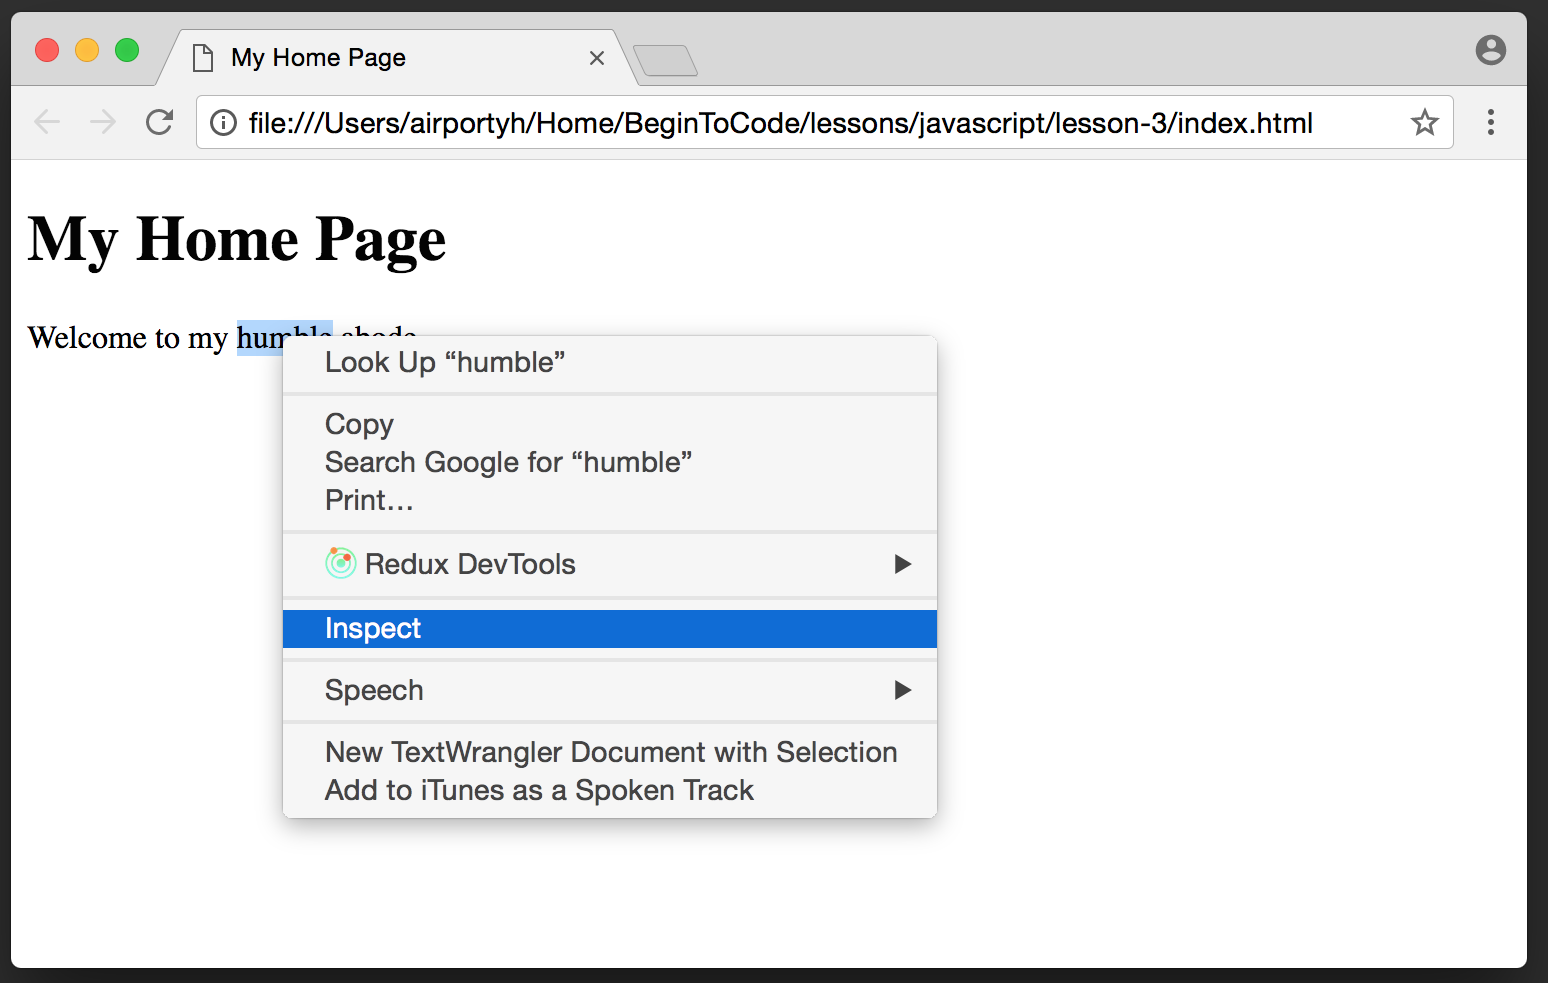 My Home Page
file:///Users/airportyh/Home/BeginToCode/lessons/javascript/lesson-3/index.html
My Home Page
Welcome to my humble abode
Look Up “humble”
Copy
Search Google for “humble”
Print...
Redux DevTools
Inspect
Speech
New TextWrangler Document with Selection
Add to iTunes as a Spoken Track